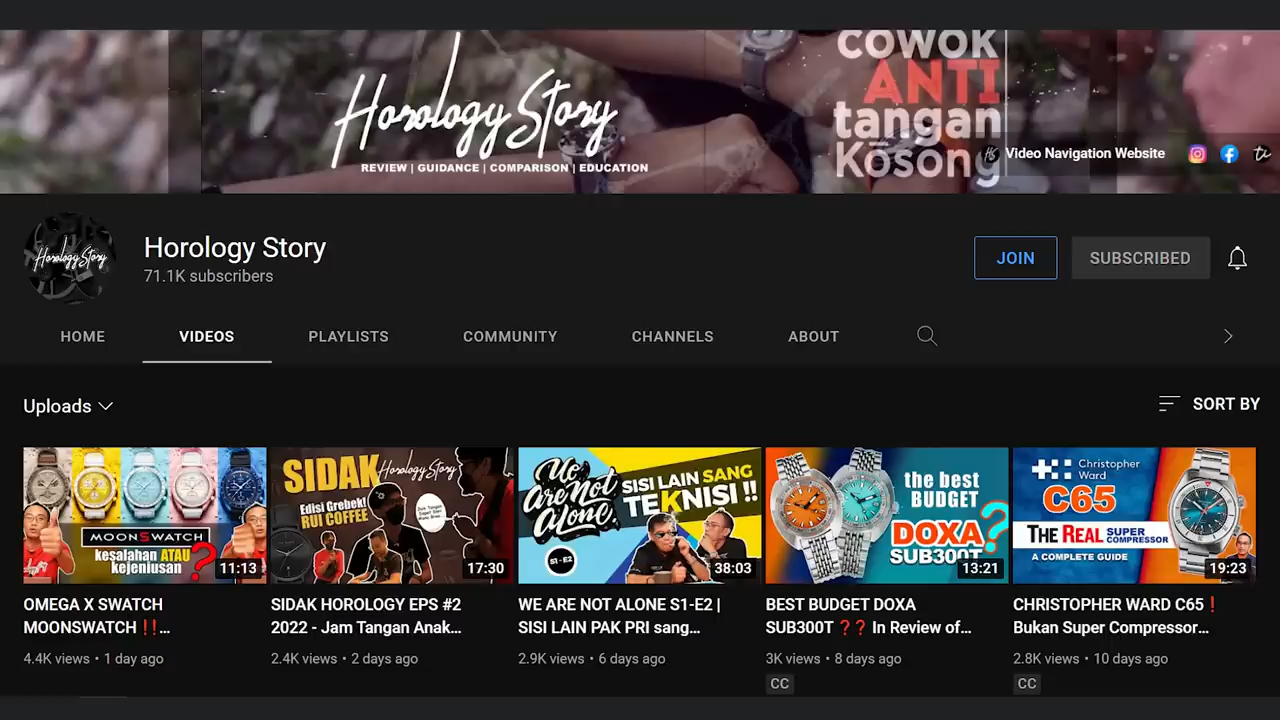 Horology Story
REVIEW | GUIDANCE | COMPARISON | EDUCATION
COWOK
ANTI
tangan
Kosong
Video Navigation Website
Horology Story
Horology Story
71.1K subscribers
JOIN
SUBSCRIBED
HOME
VIDEOS
PLAYLISTS
COMMUNITY
CHANNELS
ABOUT
Uploads
SORT BY
MOONSWATCH
kesalahan ATAU
kejeniusan ?
11:13
OMEGA X SWATCH
MOONSWATCH ‼️...
4.4K views • 1 day ago
SIDAK
Horology Story
Edisi Grebek!
RUI COFFEE
17:30
SIDAK HOROLOGY EPS #2
2022 - Jam Tangan Anak...
2.4K views • 2 days ago
We
Are Not
Alone.
SISI LAIN SANG
TEKNISI !!
S1 - E2
38:03
WE ARE NOT ALONE S1-E2 |
SISI LAIN PAK PRI sang...
2.9K views • 6 days ago
the best
BUDGET
DOXA ?
SUB300T
13:21
BEST BUDGET DOXA
SUB300T ❓❓ In Review of...
3K views • 8 days ago
CC
Christopher
Ward
C65
THE REAL SUPER
COMPRESSOR
A COMPLETE GUIDE
19:23
CHRISTOPHER WARD C65❗
Bukan Super Compressor...
2.8K views • 10 days ago
CC